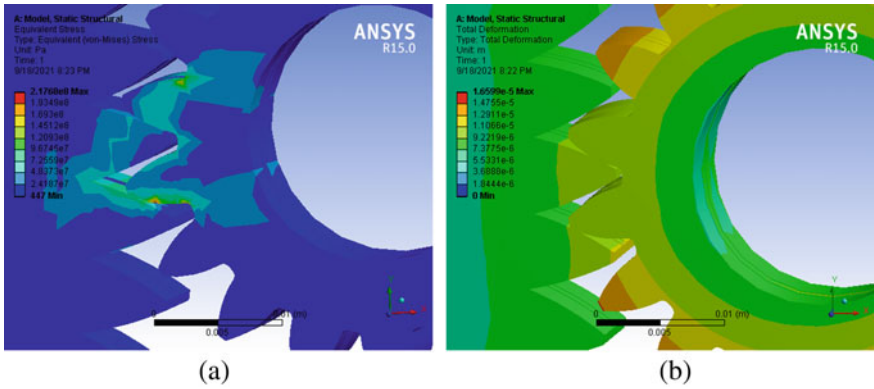 A: Model, Static Structural
Equivalent Stress
Type: Equivalent (von-Mises) Stress
Unit: Pa
Time: 1
9/18/2021 8:23 PM
2.1768e8 Max
1.9349e8
1.693e8
1.4512e8
1.2093e8
9.6745e7
7.2559e7
4.8373e7
2.4187e7
447 Min
ANSYS
R15.0
0
0.01 (m)
0.005
(a)
A: Model, Static Structural
Total Deformation
Type: Total Deformation
Unit: m
Time: 1
9/18/2021 8:22 PM
1.6599e-5 Max
1.4755e-5
1.2911e-5
1.1066e-5
9.2219e-6
7.3775e-6
5.5331e-6
3.6888e-6
1.8444e-6
0 Min
ANSYS
R15.0
Y
0
0.01 (m)
0.005
(b)